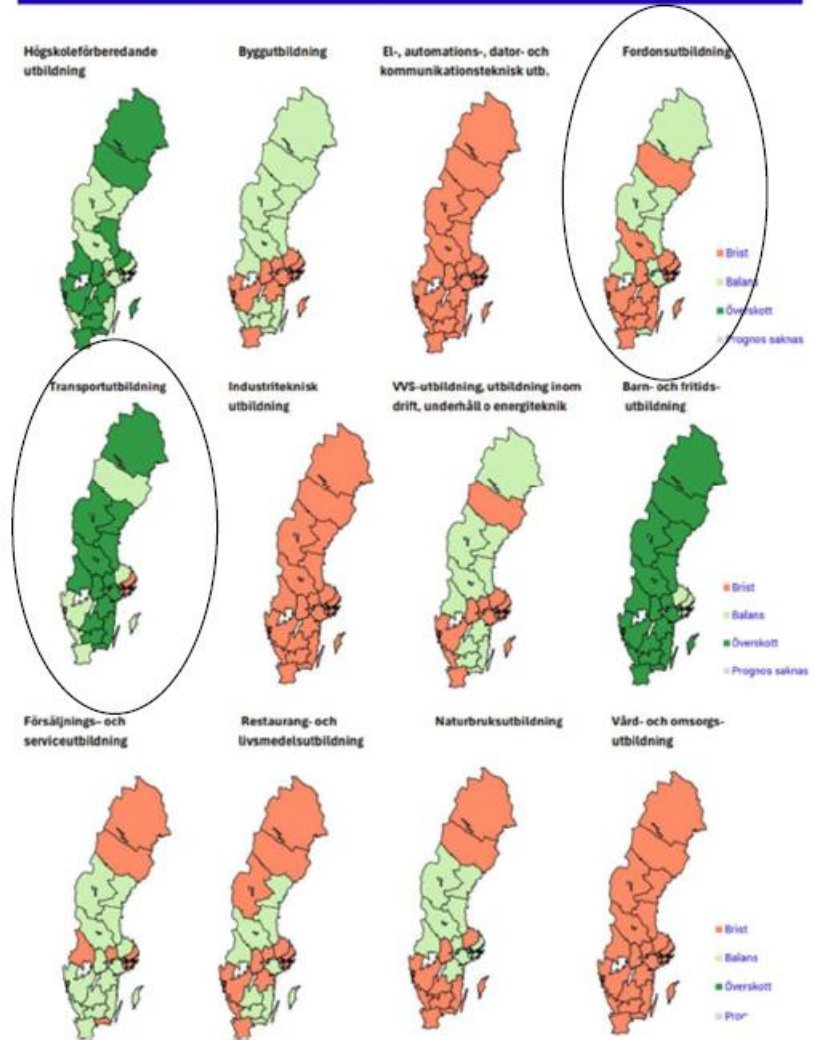 Högskoleförberedande
utbildning
Byggutbildning
El-, automations-, dator- och
kommunikationsteknisk utb.
Fordonsutbildning
Brist
Balans
Överskott
Prognos saknas
Transportutbildning
Industriteknisk
utbildning
VVS-utbildning, utbildning inom
drift, underhåll o energiteknik
Barn- och fritids-
utbildning
Brist
Balans
Överskott
Prognos saknas
Försäljnings- och
serviceutbildning
Restaurang- och
livsmedelsutbildning
Naturbruksutbildning
Vård- och omsorgs-
utbildning
Brist
Balans
Överskott